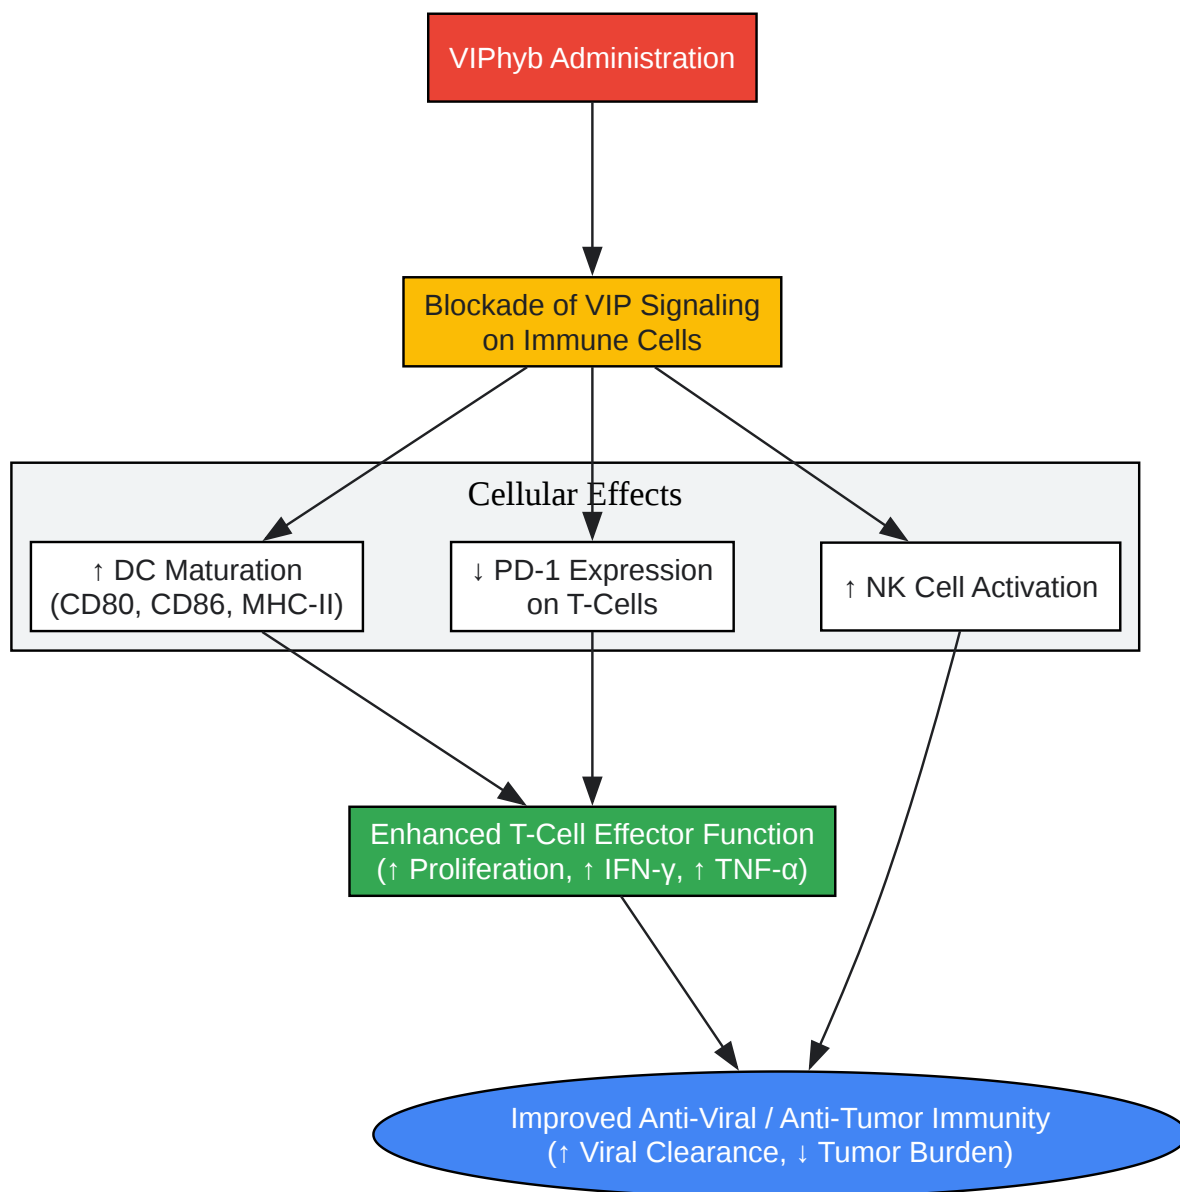 VIPhyb Administration
Blockade of VIP Signaling
on Immune Cells
Cellular Effects
↑ DC Maturation
(CD80, CD86, MHC-II)
↓ PD-1 Expression
on T-Cells
↑ NK Cell Activation
Enhanced T-Cell Effector Function
(↑ Proliferation, ↑ IFN-γ, ↑ TNF-α)
Improved Anti-Viral / Anti-Tumor Immunity
(↑ Viral Clearance, ↓ Tumor Burden)